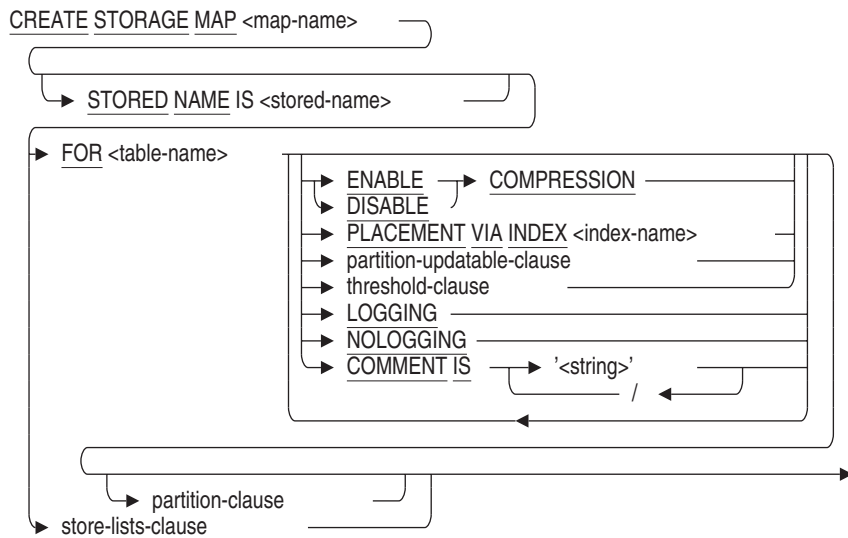 CREATE STORAGE MAP <map-name>
STORED NAME IS <stored-name>
FOR <table-name>
ENABLE COMPRESSION
DISABLE
PLACEMENT VIA INDEX <index-name>
partition-updatable-clause
threshold-clause
LOGGING
NOLOGGING
COMMENT IS '<string>'
/
partition-clause
store-lists-clause